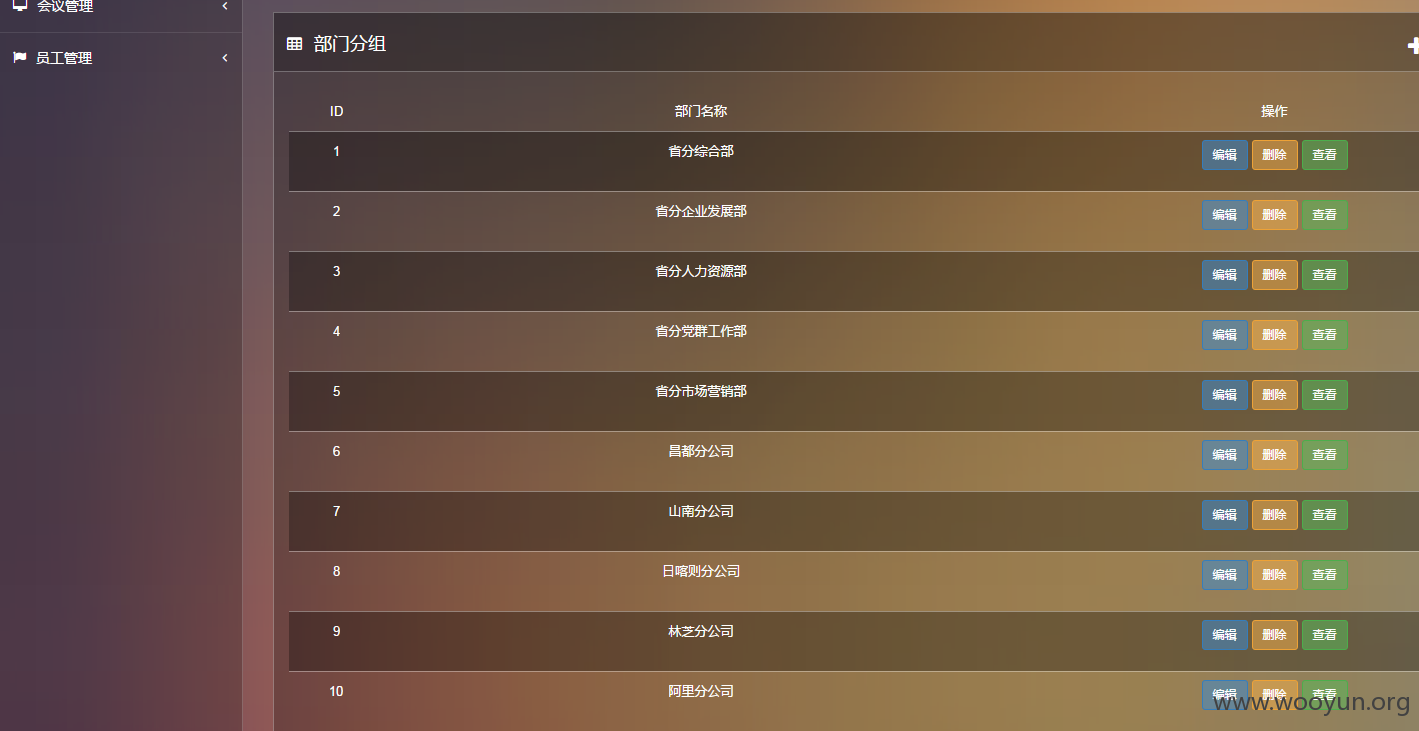 会议管理
员工管理
部门分组
ID 部门名称 操作
1 省分综合部 编辑 删除 查看
2 省分企业发展部 编辑 删除 查看
3 省分人力资源部 编辑 删除 查看
4 省分党群工作部 编辑 删除 查看
5 省分市场营销部 编辑 删除 查看
6 昌都分公司 编辑 删除 查看
7 山南分公司 编辑 删除 查看
8 日喀则分公司 编辑 删除 查看
9 林芝分公司 编辑 删除 查看
10 阿里分公司 编辑 删除 查看
www.wooyun.org